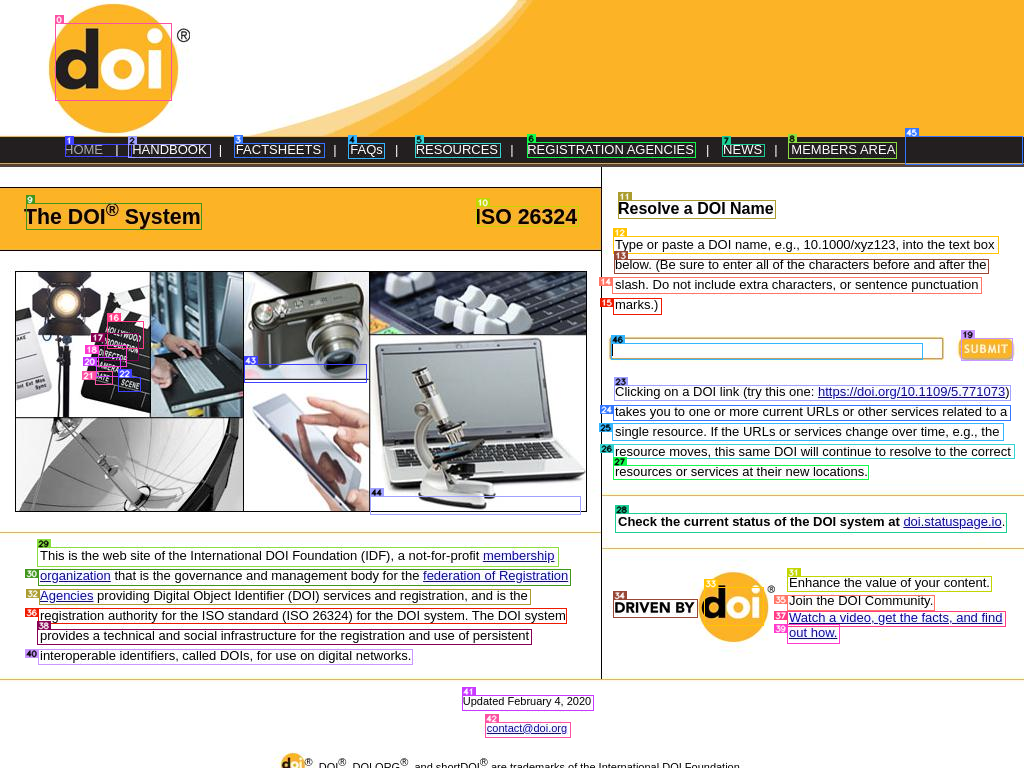 doi®
HOME | HANDBOOK | FACTSHEETS | FAQs | RESOURCES | REGISTRATION AGENCIES | NEWS | MEMBERS AREA
The DOI® System ISO 26324
HOLLYWOOD
PRODUCTION
DIRECTOR
CAMERA
DATE SCENE
Resolve a DOI Name
Type or paste a DOI name, e.g., 10.1000/xyz123, into the text box
below. (Be sure to enter all of the characters before and after the
slash. Do not include extra characters, or sentence punctuation
marks.)
SUBMIT
Clicking on a DOI link (try this one: https://doi.org/10.1109/5.771073)
takes you to one or more current URLs or other services related to a
single resource. If the URLs or services change over time, e.g., the
resource moves, this same DOI will continue to resolve to the correct
resources or services at their new locations.
Check the current status of the DOI system at doi.statuspage.io.
This is the web site of the International DOI Foundation (IDF), a not-for-profit membership
organization that is the governance and management body for the federation of Registration
Agencies providing Digital Object Identifier (DOI) services and registration, and is the
registration authority for the ISO standard (ISO 26324) for the DOI system. The DOI system
provides a technical and social infrastructure for the registration and use of persistent
interoperable identifiers, called DOIs, for use on digital networks.
DRIVEN BY doi®
Enhance the value of your content.
Join the DOI Community.
Watch a video, get the facts, and find
out how.
Updated February 4, 2020
contact@doi.org
doi®, DOI®, DOI.ORG®, and shortDOI® are trademarks of the International DOI Foundation.